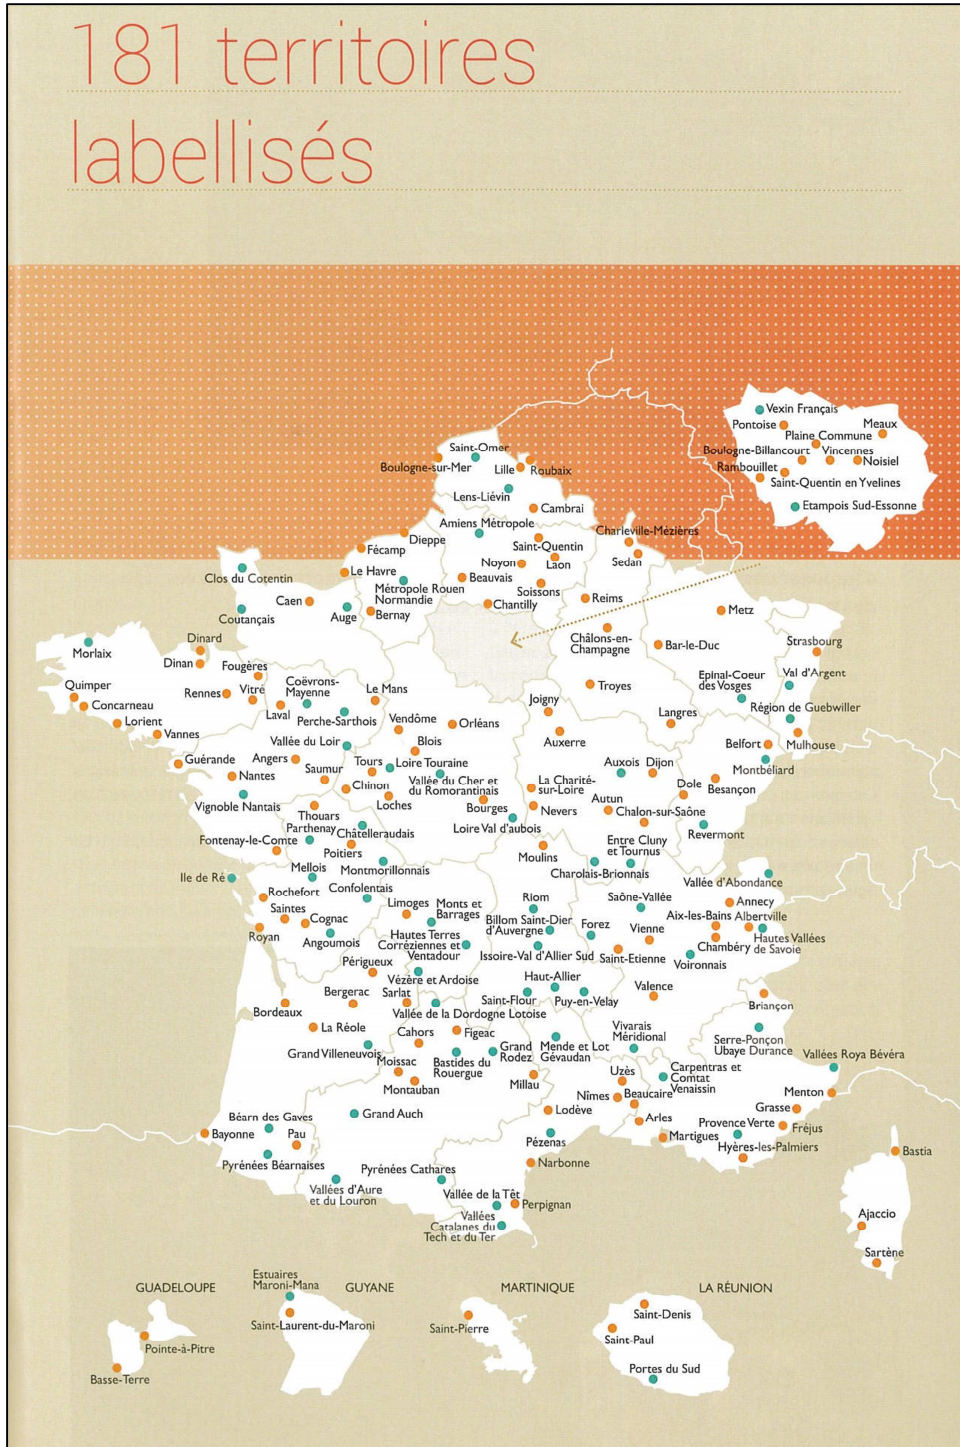 181 territoires
labellisés
Vexin Français
Pontoise
Meaux
Plaine Commune
Boulogne-Billancourt
Vincennes
Rambouillet
Noisiel
Saint-Quentin en Yvelines
Etampois Sud-Essonne
Saint-Omer
Boulogne-sur-Mer
Lille
Roubaix
Lens-Liévin
Cambrai
Amiens Métropole
Dieppe
Charleville-Mézières
Fécamp
Saint-Quentin
Noyon
Laon
Sedan
Clos du Cotentin
Le Havre
Beauvais
Métropole Rouen
Normandie
Soissons
Caen
Chantilly
Reims
Coutançais
Auge
Bernay
Metz
Dinard
Châlons-en-
Champagne
Bar-le-Duc
Strasbourg
Morlaix
Dinan
Fougères
Coëvrons-
Mayenne
Epinal-Coeur
des Vosges
Val d'Argent
Quimper
Rennes
Vitré
Le Mans
Troyes
Concarneau
Laval
Joigny
Région de Guebwiller
Lorient
Perche-Sarthois
Vendôme
Orléans
Langres
Vannes
Auxerre
Vallée du Loir
Blois
Belfort
Mulhouse
Guérande
Angers
Tours
Loire Touraine
Auxois
Dijon
Montbéliard
Nantes
Saumur
Vallée du Cher et
du Romorantinais
La Charité-
sur-Loire
Dole
Besançon
Chinon
Vignoble Nantais
Loches
Bourges
Nevers
Autun
Chalon-sur-Saône
Thouars
Parthenay
Châtelleraudais
Loire Val d'aubois
Revermont
Fontenay-le-Comte
Poitiers
Moulins
Entre Cluny
et Tournus
Mellois
Montmorillonnais
Charolais-Brionnais
Ile de Ré
Confolentais
Vallée d'Abondance
Rochefort
Limoges
Monts et
Barrages
Riom
Saône-Vallée
Annecy
Saintes
Cognac
Billom Saint-Dier
d'Auvergne
Forez
Aix-les-Bains
Albertville
Royan
Angoumois
Hautes Terres
Corréziennes et
Ventadour
Vienne
Chambéry
Hautes Vallées
de Savoie
Issoire-Val d'Allier Sud
Saint-Etienne
Voironnais
Périgueux
Vézère et Ardoise
Haut-Allier
Bergerac
Sarlat
Saint-Flour
Puy-en-Velay
Valence
Bordeaux
Vallée de la Dordogne Lotoise
Briançon
La Réole
Cahors
Figeac
Vivarais
Méridional
Serre-Ponçon
Ubaye Durance
Grand Villeneuvois
Grand
Rodez
Mende et Lot
Gévaudan
Vallées Roya Bévéra
Moissac
Bastides du
Rouergue
Uzès
Carpentras et
Comtat
Venaissin
Montauban
Millau
Nîmes
Beaucaire
Menton
Béarn des Gaves
Grand Auch
Lodève
Arles
Provence Verte
Grasse
Bayonne
Pau
Pézenas
Martigues
Fréjus
Hyères-les-Palmiers
Pyrénées Béarnaises
Pyrénées Cathares
Narbonne
Bastia
Vallées d'Aure
et du Louron
Vallée de la Têt
Perpignan
Vallées
Catalanes du
Tech et du Ter
Ajaccio
Sartène
GUADELOUPE
Estuaires
Maroni-Mana
GUYANE
MARTINIQUE
LA RÉUNION
Saint-Denis
Saint-Laurent-du-Maroni
Saint-Pierre
Saint-Paul
Pointe-à-Pitre
Portes du Sud
Basse-Terre